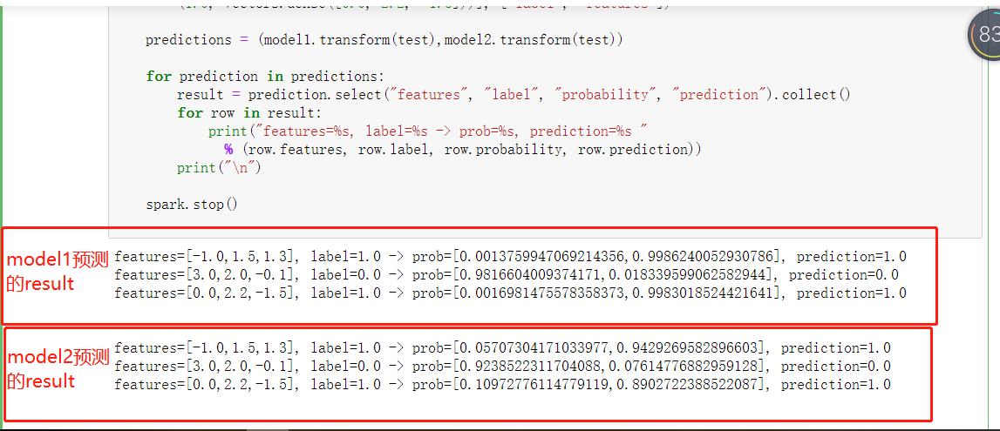 predictions = (model1.transform(test),model2.transform(test))
for prediction in predictions:
result = prediction.select("features", "label", "probability", "prediction").collect()
for row in result:
print("features=%s, label=%s -> prob=%s, prediction=%s "
% (row.features, row.label, row.probability, row.prediction))
print("\n")
spark.stop()
83
model1预测
的result
features=[-1.0,1.5,1.3], label=1.0 -> prob=[0.0013759947069214356,0.9986240052930786], prediction=1.0
features=[3.0,2.0,-0.1], label=0.0 -> prob=[0.9816604009374171,0.018339599062582944], prediction=0.0
features=[0.0,2.2,-1.5], label=1.0 -> prob=[0.0016981475578358373,0.9983018524421641], prediction=1.0
model2预测
的result
features=[-1.0,1.5,1.3], label=1.0 -> prob=[0.05707304171033977,0.9429269582896603], prediction=1.0
features=[3.0,2.0,-0.1], label=0.0 -> prob=[0.9238522311704088,0.07614776882959128], prediction=0.0
features=[0.0,2.2,-1.5], label=1.0 -> prob=[0.10972776114779119,0.8902722388522087], prediction=1.0